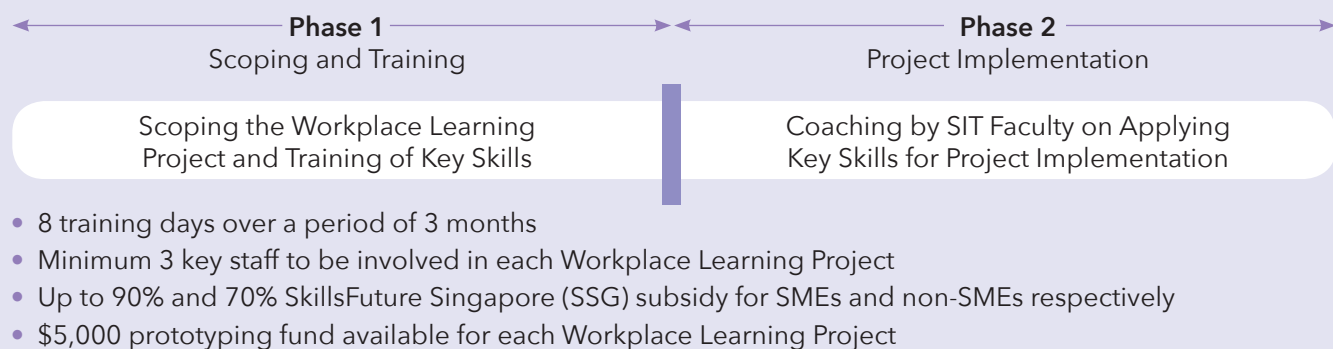 Phase 1
Scoping and Training
Phase 2
Project Implementation
Scoping the Workplace Learning
Project and Training of Key Skills
Coaching by SIT Faculty on Applying
Key Skills for Project Implementation
• 8 training days over a period of 3 months
• Minimum 3 key staff to be involved in each Workplace Learning Project
• Up to 90% and 70% SkillsFuture Singapore (SSG) subsidy for SMEs and non-SMEs respectively
• $5,000 prototyping fund available for each Workplace Learning Project